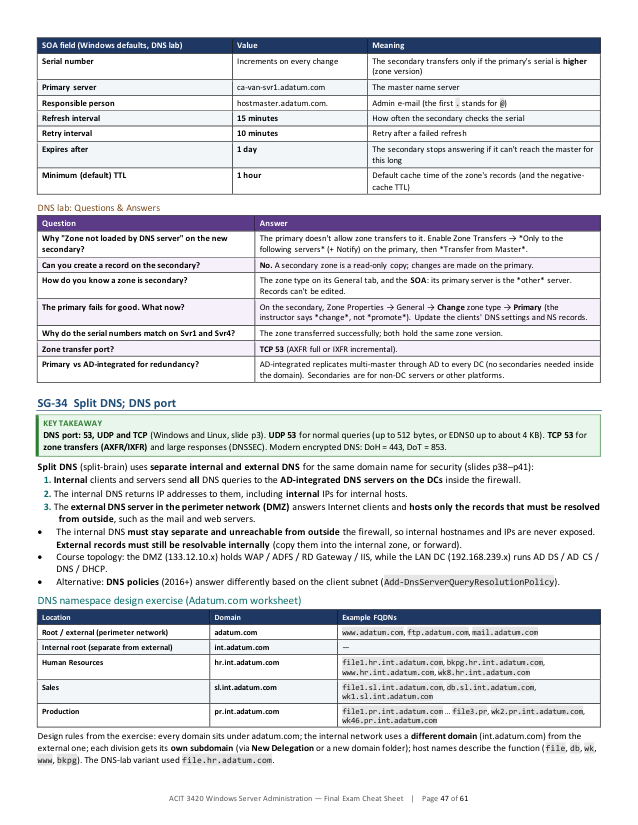 SOA field (Windows defaults, DNS lab) Value Meaning
Serial number Increments on every change The secondary transfers only if the primary's serial is higher
(zone version)
Primary server ca-van-svr1.adatum.com The master name server
Responsible person hostmaster.adatum.com. Admin e-mail (the first . stands for @)
Refresh interval 15 minutes How often the secondary checks the serial
Retry interval 10 minutes Retry after a failed refresh
Expires after 1 day The secondary stops answering if it can't reach the master for
this long
Minimum (default) TTL 1 hour Default cache time of the zone's records (and the negative-
cache TTL)
DNS lab: Questions & Answers
Question Answer
Why "Zone not loaded by DNS server" on the new
secondary?
The primary doesn't allow zone transfers to it. Enable Zone Transfers → *Only to the
following servers* (+ Notify) on the primary, then *Transfer from Master*.
Can you create a record on the secondary? No. A secondary zone is a read-only copy; changes are made on the primary.
How do you know a zone is secondary? The zone type on its General tab, and the SOA: its primary server is the *other* server.
Records can't be edited.
The primary fails for good. What now? On the secondary, Zone Properties → General → Change zone type → Primary (the
instructor says *change*, not *promote*). Update the clients' DNS settings and NS records.
Why do the serial numbers match on Svr1 and Svr4? The zone transferred successfully; both hold the same zone version.
Zone transfer port? TCP 53 (AXFR full or IXFR incremental).
Primary vs AD-integrated for redundancy? AD-integrated replicates multi-master through AD to every DC (no secondaries needed inside
the domain). Secondaries are for non-DC servers or other platforms.
SG-34 Split DNS; DNS port
KEY TAKEAWAY
DNS port: 53, UDP and TCP (Windows and Linux, slide p3). UDP 53 for normal queries (up to 512 bytes, or EDNS0 up to about 4 KB). TCP 53 for
zone transfers (AXFR/IXFR) and large responses (DNSSEC). Modern encrypted DNS: DoH = 443, DoT = 853.
Split DNS (split-brain) uses separate internal and external DNS for the same domain name for security (slides p38–p41):
1. Internal clients and servers send all DNS queries to the AD-integrated DNS servers on the DCs inside the firewall.
2. The internal DNS returns IP addresses to them, including internal IPs for internal hosts.
3. The external DNS server in the perimeter network (DMZ) answers Internet clients and hosts only the records that must be resolved
from outside, such as the mail and web servers.
• The internal DNS must stay separate and unreachable from outside the firewall, so internal hostnames and IPs are never exposed.
External records must still be resolvable internally (copy them into the internal zone, or forward).
• Course topology: the DMZ (133.12.10.x) holds WAP / ADFS / RD Gateway / IIS, while the LAN DC (192.168.239.x) runs AD DS / AD CS /
DNS / DHCP.
• Alternative: DNS policies (2016+) answer differently based on the client subnet (Add-DnsServerQueryResolutionPolicy).
DNS namespace design exercise (Adatum.com worksheet)
Location Domain Example FQDNs
Root / external (perimeter network) adatum.com www.adatum.com, ftp.adatum.com, mail.adatum.com
Internal root (separate from external) int.adatum.com —
Human Resources hr.int.adatum.com file1.hr.int.adatum.com, bkpg.hr.int.adatum.com,
www.hr.int.adatum.com, wk8.hr.int.adatum.com
Sales sl.int.adatum.com file1.sl.int.adatum.com, db.sl.int.adatum.com,
wk1.sl.int.adatum.com
Production pr.int.adatum.com file1.pr.int.adatum.com … file3.pr, wk2.pr.int.adatum.com,
wk46.pr.int.adatum.com
Design rules from the exercise: every domain sits under adatum.com; the internal network uses a different domain (int.adatum.com) from the
external one; each division gets its own subdomain (via New Delegation or a new domain folder); host names describe the function (file, db, wk,
www, bkpg). The DNS-lab variant used file.hr.adatum.com.
ACIT 3420 Windows Server Administration — Final Exam Cheat Sheet | Page 47 of 61